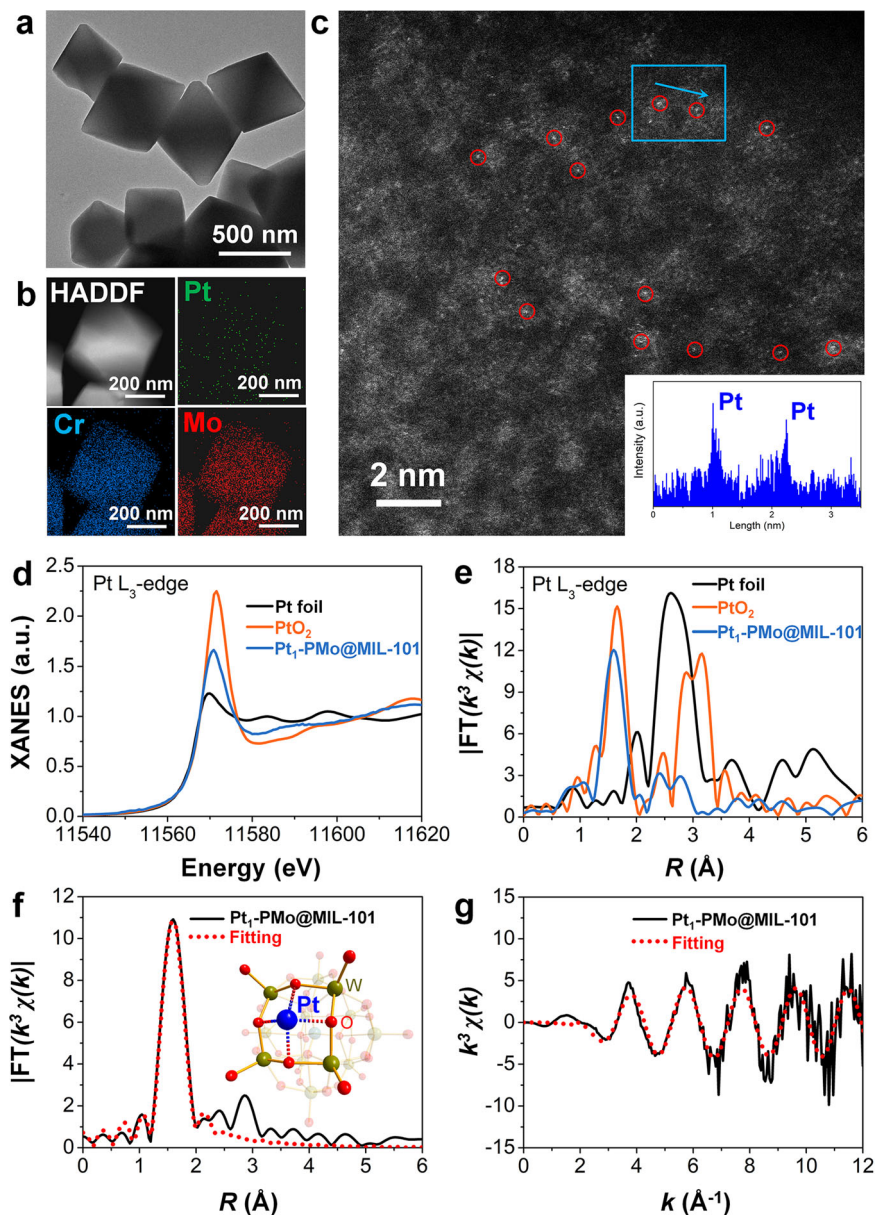 a
500 nm
b
HADDF
Pt
200 nm
200 nm
Cr
Mo
200 nm
200 nm
c
2 nm
Pt
Pt
Intensity (a.u.)
0
1
2
3
Length (nm)
d
Pt L3-edge
Pt foil
PtO2
Pt1-PMo@MIL-101
XANES (a.u.)
2.5
2.0
1.5
1.0
0.5
0.0
11540
11560
11580
11600
11620
Energy (eV)
e
Pt L3-edge
Pt foil
PtO2
Pt1-PMo@MIL-101
|FT(k3 χ(k)|
18
15
12
9
6
3
0
0
1
2
3
4
5
6
R (Å)
f
Pt1-PMo@MIL-101
Fitting
Pt
W
O
|FT(k3 χ(k)|
12
10
8
6
4
2
0
0
1
2
3
4
5
6
R (Å)
g
Pt1-PMo@MIL-101
Fitting
k3 χ(k)
15
10
5
0
-5
-10
-15
0
2
4
6
8
10
12
k (Å-1)